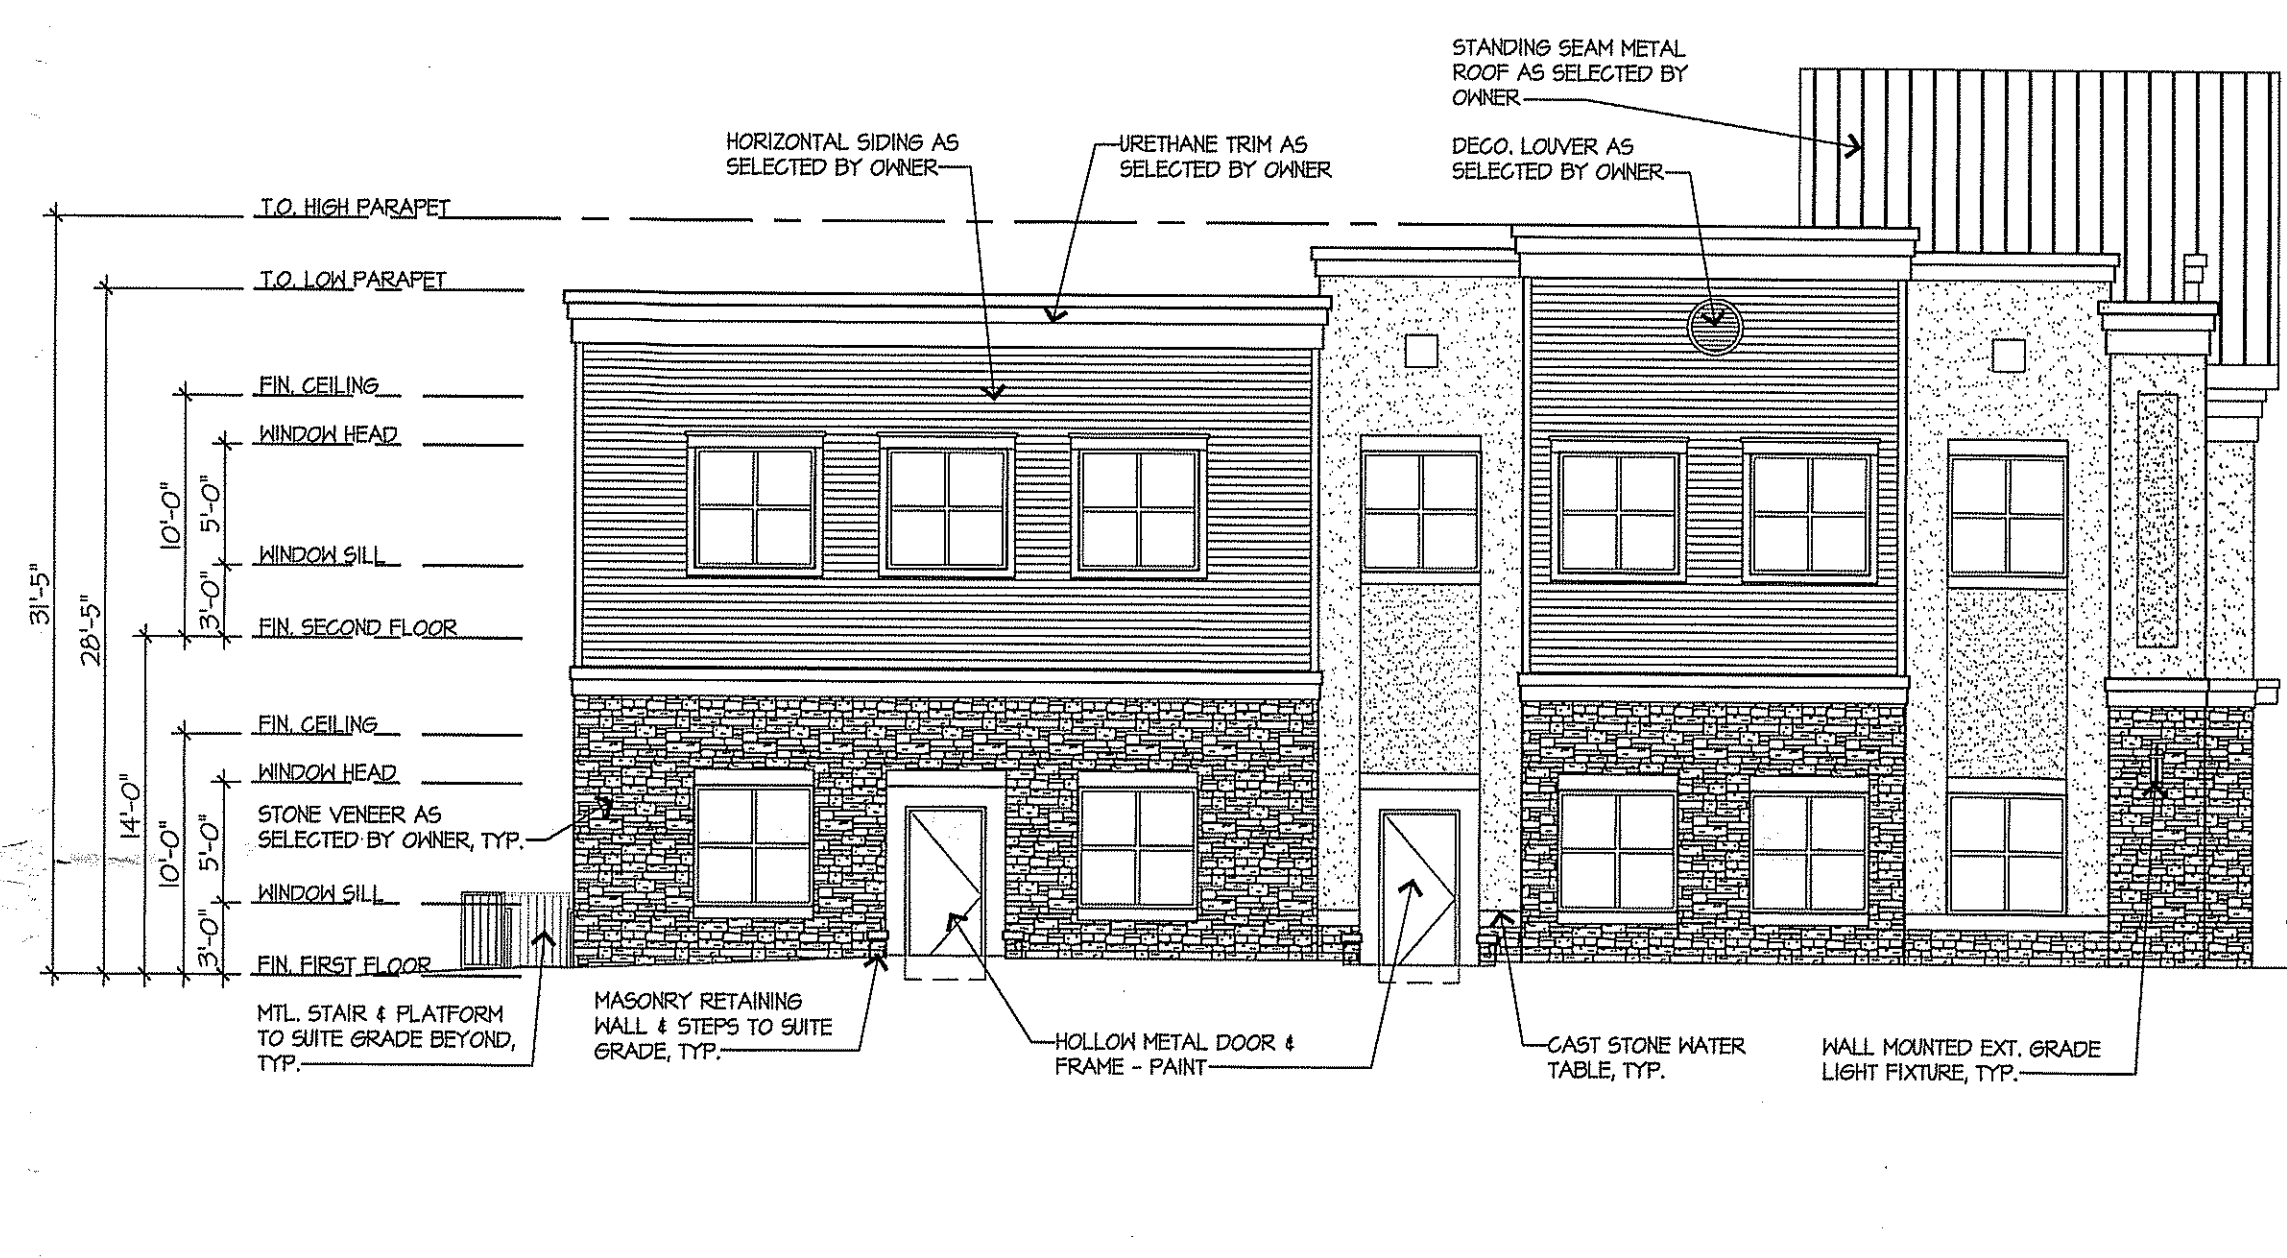 STANDING SEAM METAL
ROOF AS SELECTED BY
OWNER
HORIZONTAL SIDING AS
SELECTED BY OWNER
URETHANE TRIM AS
SELECTED BY OWNER
DECO. LOUVER AS
SELECTED BY OWNER
T.O. HIGH PARAPET
T.O. LOW PARAPET
FIN. CEILING
WINDOW HEAD
WINDOW SILL
FIN. SECOND FLOOR
FIN. CEILING
WINDOW HEAD
STONE VENEER AS
SELECTED BY OWNER, TYP.
WINDOW SILL
FIN. FIRST FLOOR
31'-5"
28'-5"
14'-0"
10'-0"
5'-0"
3'-0"
10'-0"
5'-0"
3'-0"
MTL. STAIR & PLATFORM
TO SUITE GRADE BEYOND,
TYP.
MASONRY RETAINING
WALL & STEPS TO SUITE
GRADE, TYP.
HOLLOW METAL DOOR &
FRAME - PAINT
CAST STONE WATER
TABLE, TYP.
WALL MOUNTED EXT. GRADE
LIGHT FIXTURE, TYP.